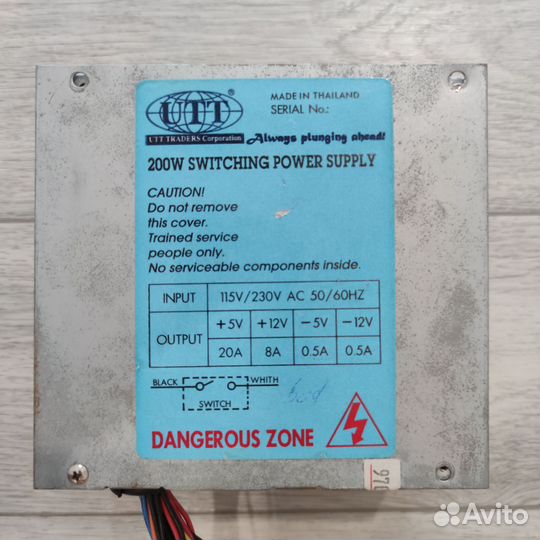 UTT®
UTT TRADERS Corporation
MADE IN THAILAND
SERIAL No.:
Always plunging ahead!
200W SWITCHING POWER SUPPLY
CAUTION!
Do not remove
this cover.
Trained service
people only.
No serviceable components inside.
INPUT 115V/230V AC 50/60HZ
OUTPUT +5V +12V −5V −12V
20A 8A 0.5A 0.5A
BLACK WHITH
SWITCH
DANGEROUS ZONE
Avito